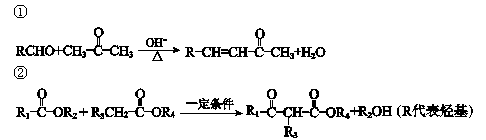 ①
O O
RCHO+CH₃ CH₃ OH⁻ △ R-CH=CH CH₃+H₂O
②
O O O O
R₁ OR₂ + R₃CH₂ OR₄ 一定条件 R₁ CH OR₄+R₂OH (R代表烃基)
R₃